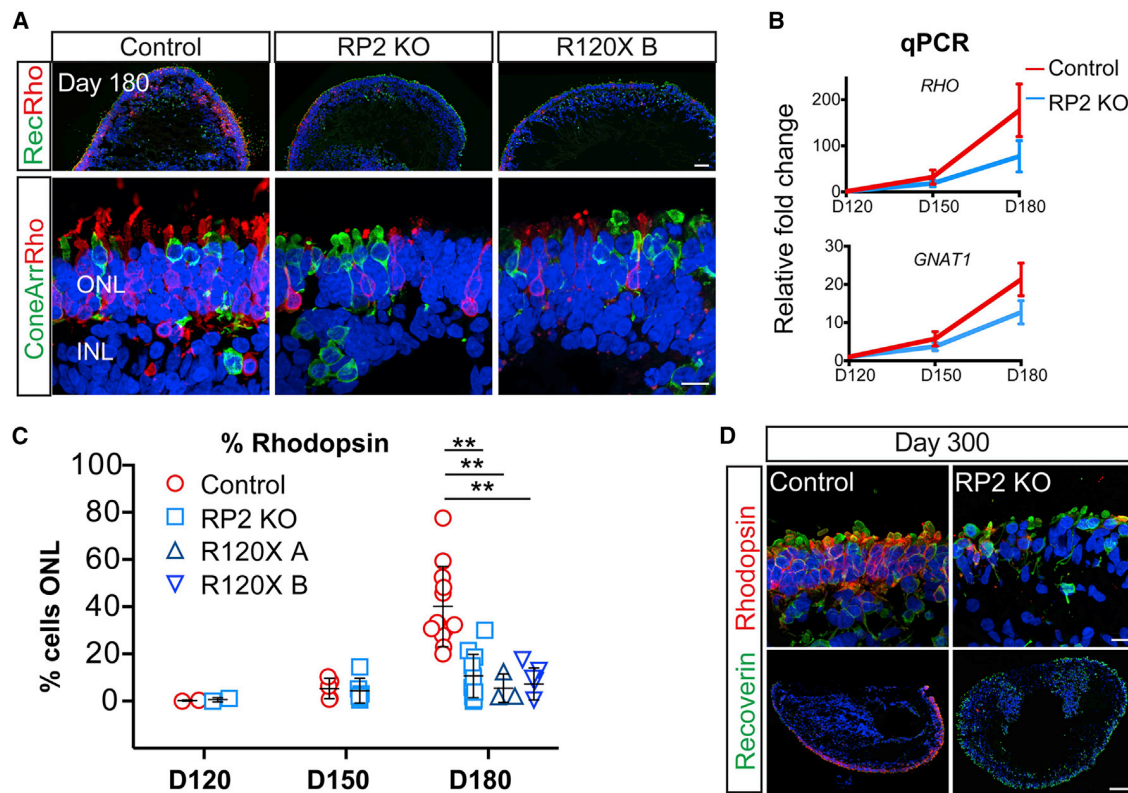 A
Control
RP2 KO
R120X B
RecRho
Day 180
ConeArrRho
ONL
INL
B
qPCR
Control
RP2 KO
RHO
200
100
0
D120
D150
D180
Relative fold change
GNAT1
30
20
10
0
D120
D150
D180
C
% Rhodopsin
% cells ONL
100
80
60
40
20
0
Control
RP2 KO
R120X A
R120X B
**
**
**
D120
D150
D180
D
Day 300
Control
RP2 KO
Rhodopsin
Recoverin